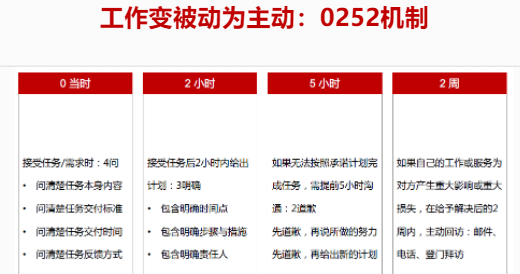 工作变被动为主动：0252机制
0 当时
接受任务/需求时：4问
• 问清楚任务本身内容
• 问清楚任务交付标准
• 问清楚任务交付时间
• 问清楚任务反馈方式
2 小时
接受任务后2小时内给出
计划：3明确
• 包含明确时间点
• 包含明确步骤与措施
• 包含明确责任人
5 小时
如果无法按照承诺计划完
成任务，需提前5小时沟
通：2道歉
先道歉，再说所做的努力
先道歉，再给出新的计划
2 周
如果自己的工作或服务为
对方产生重大影响或重大
损失，在给予解决后的2
周内，主动回访：邮件、
电话、登门拜访